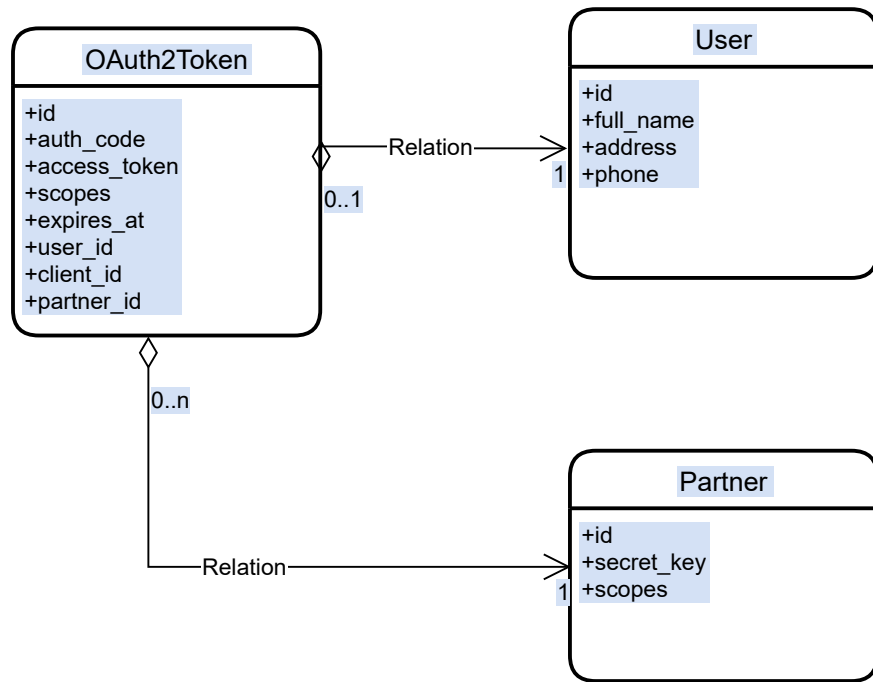 OAuth2Token
+id
+auth_code
+access_token
+scopes
+expires_at
+user_id
+client_id
+partner_id
Relation
0..1
1
User
+id
+full_name
+address
+phone
0..n
Relation
1
Partner
+id
+secret_key
+scopes